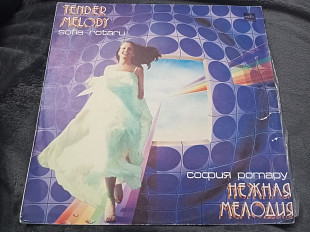 TENDER
MELODY
sofia rotaru
софия ротару
НЕЖНАЯ
МЕЛОДИЯ